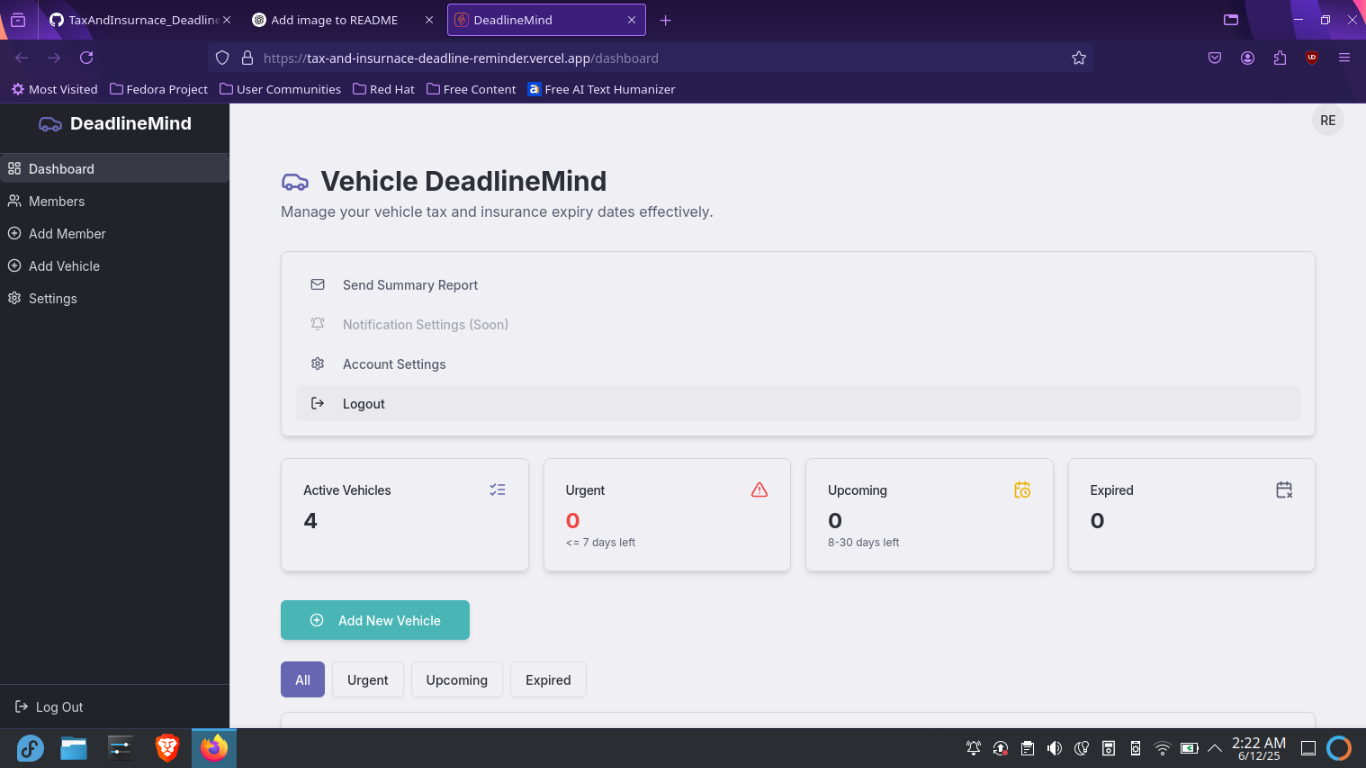 TaxAndInsurnace_Deadline
Add image to README
DeadlineMind
https://tax-and-insurnace-deadline-reminder.vercel.app/dashboard
Most Visited
Fedora Project
User Communities
Red Hat
Free Content
a
Free AI Text Humanizer
DeadlineMind
RE
Dashboard
Members
Add Member
Add Vehicle
Settings
Log Out
Vehicle DeadlineMind
Manage your vehicle tax and insurance expiry dates effectively.
Send Summary Report
Notification Settings (Soon)
Account Settings
Logout
Active Vehicles
4
Urgent
0
<= 7 days left
Upcoming
0
8-30 days left
Expired
0
Add New Vehicle
All
Urgent
Upcoming
Expired
2:22 AM
6/12/25